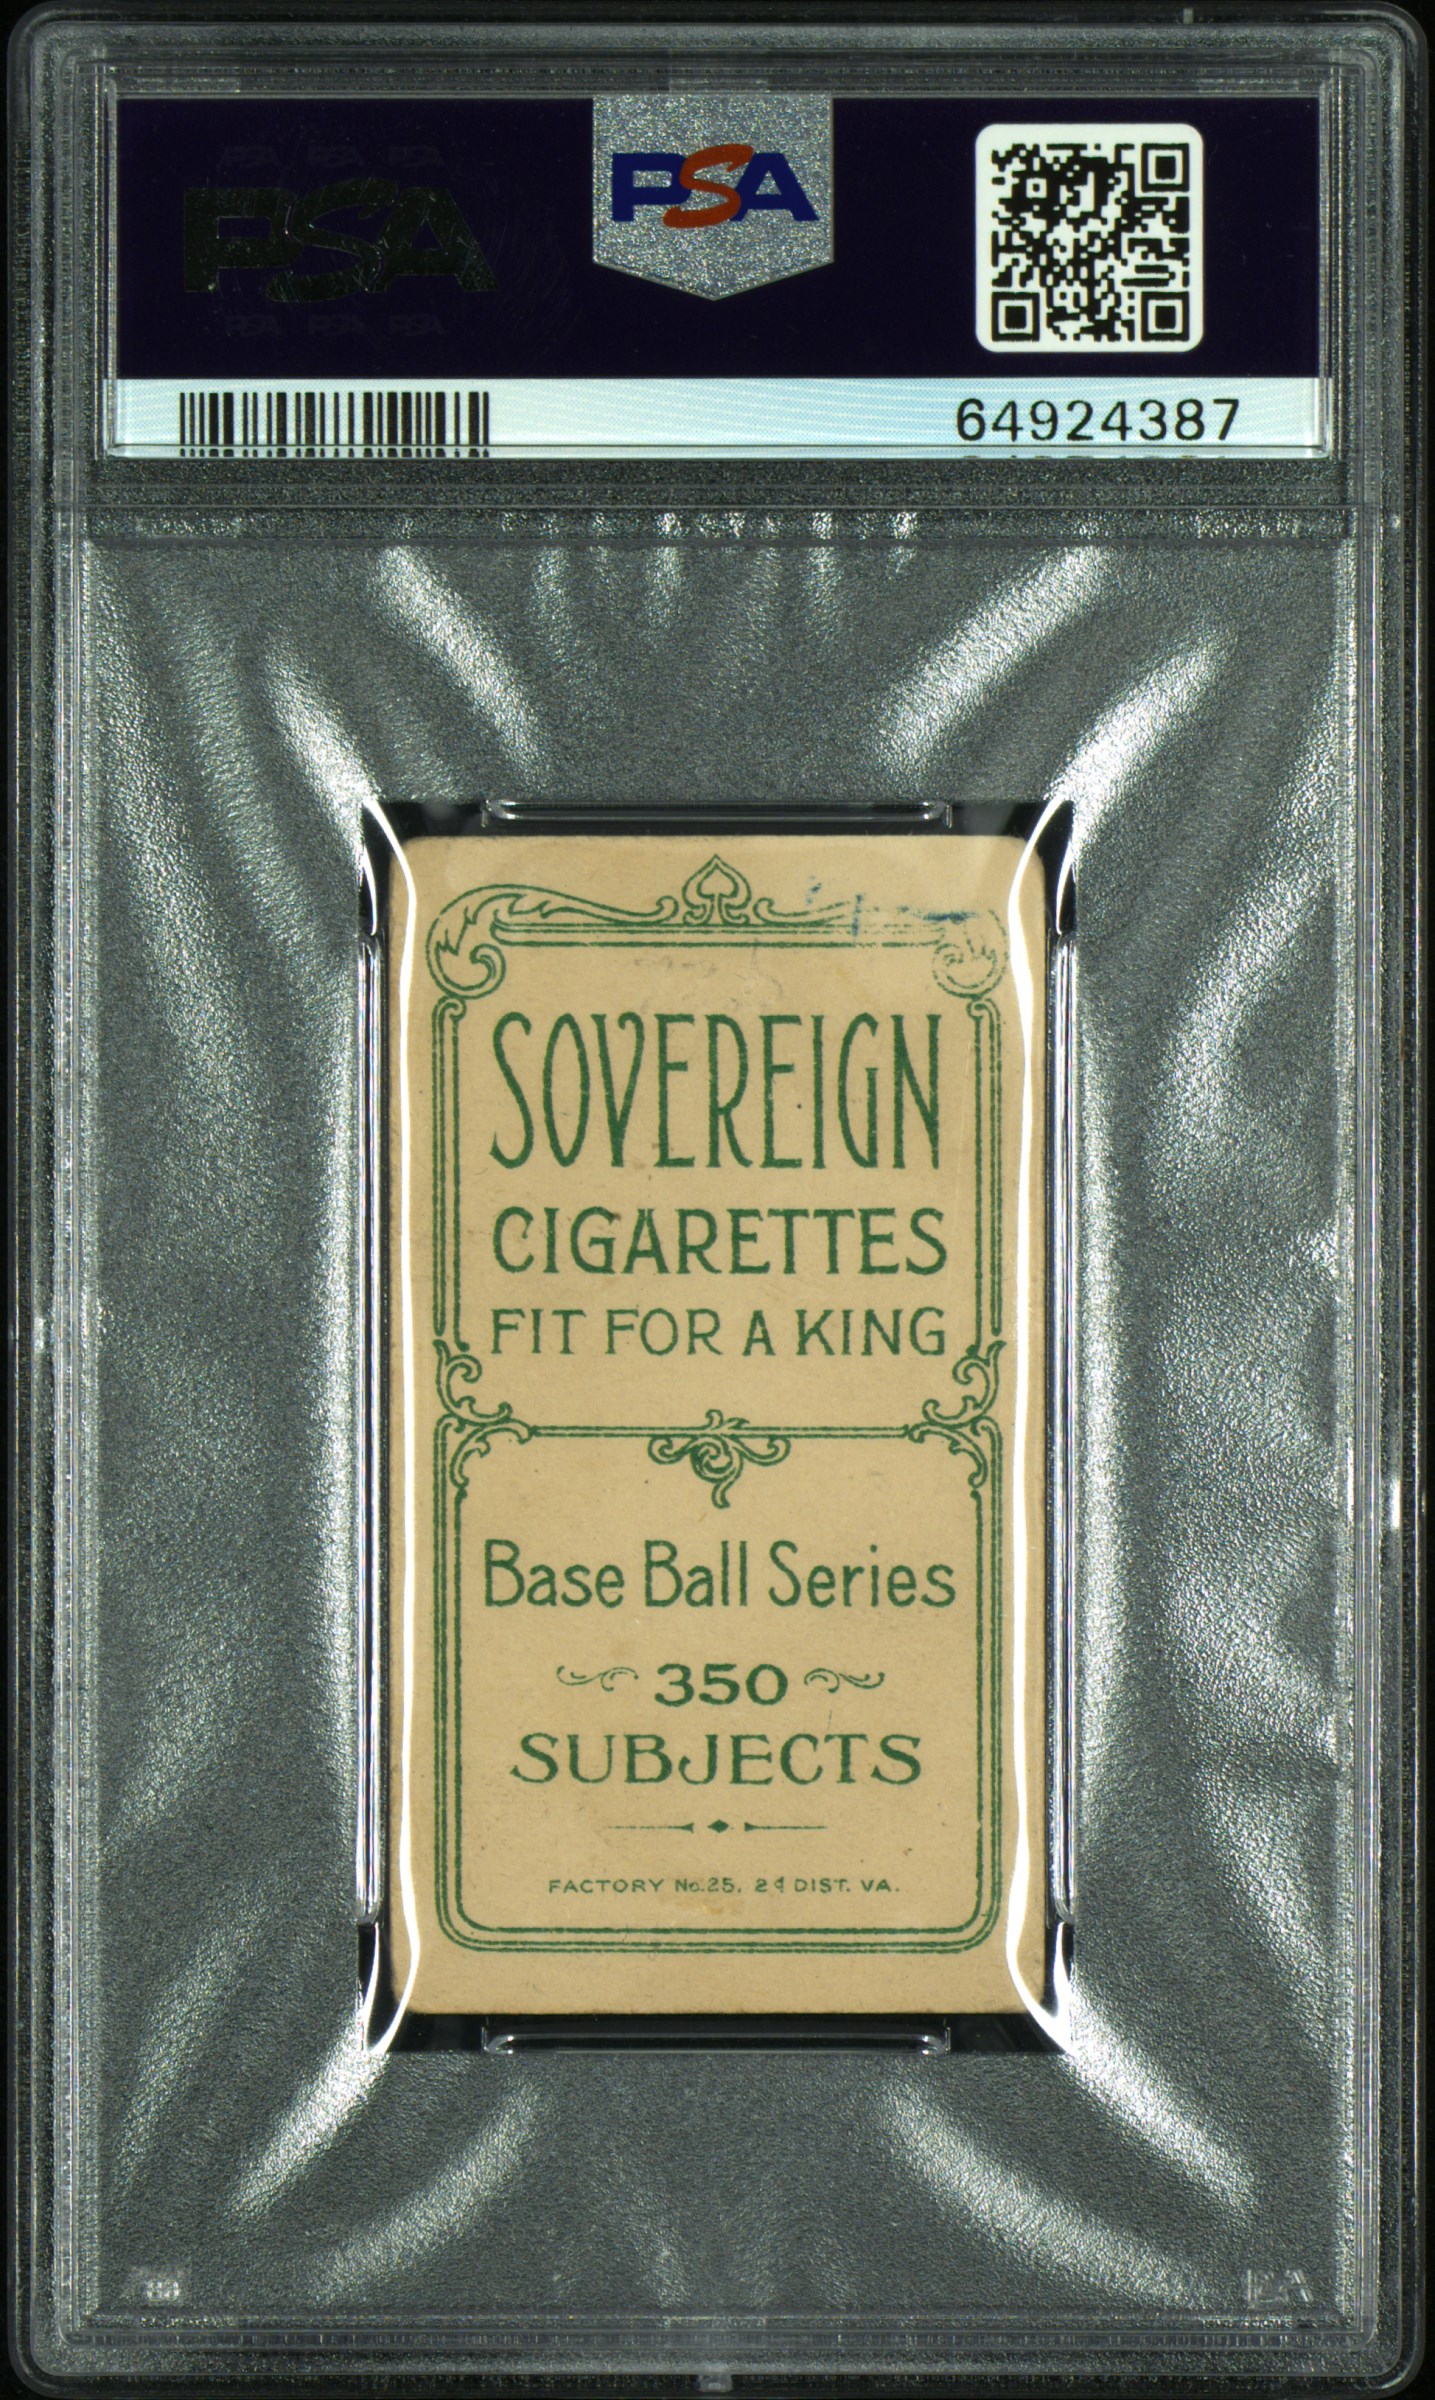 PSA
PSA
64924387
SOVEREIGN
CIGARETTES
FIT FOR A KING
Base Ball Series
350
SUBJECTS
FACTORY No. 25, 2d DIST. VA.
PSA